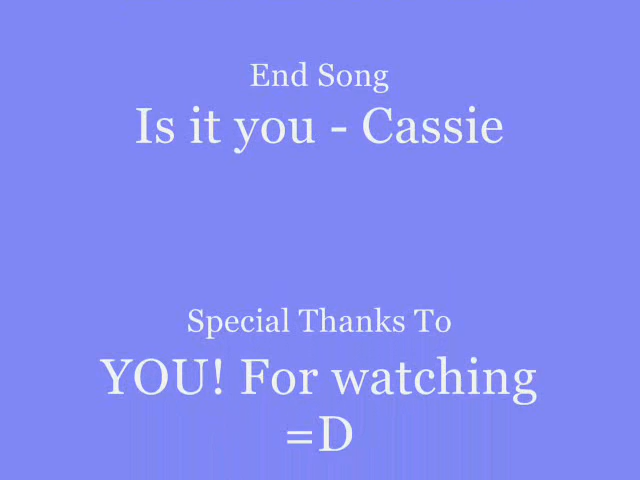 End Song
Is it you - Cassie
Special Thanks To
YOU! For watching
=D